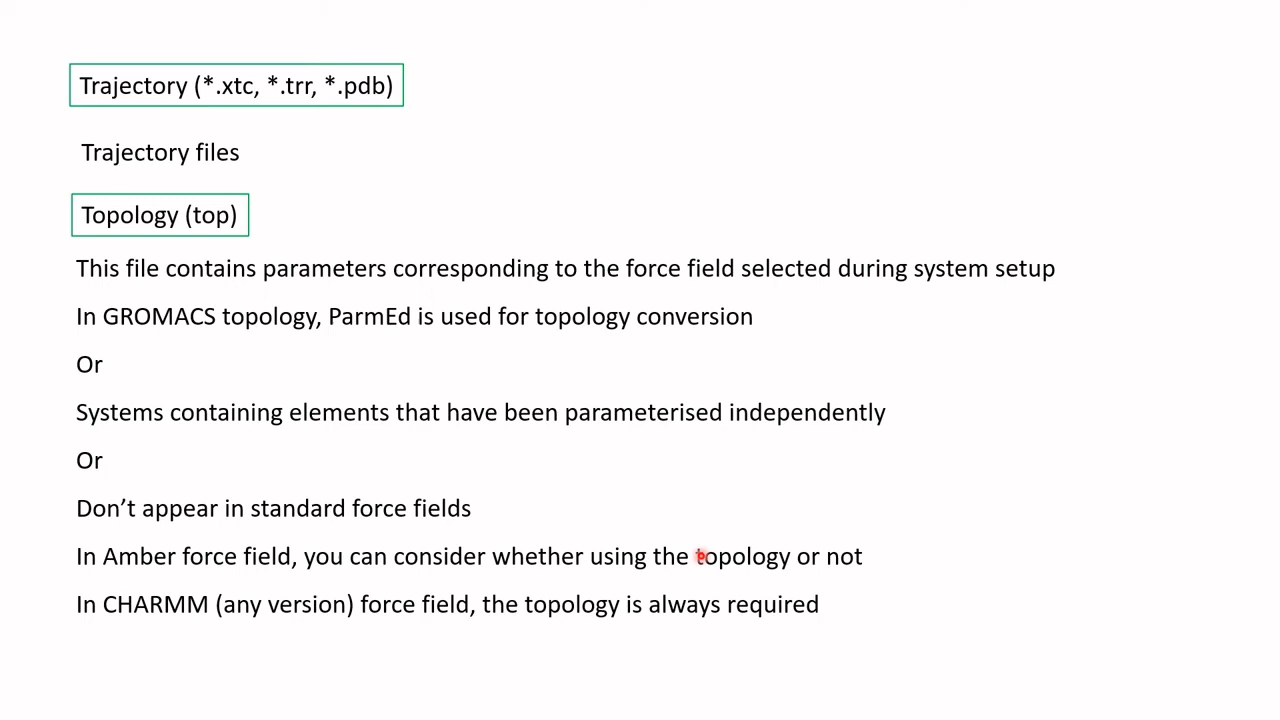 Trajectory (*.xtc, *.trr, *.pdb)
Trajectory files
Topology (top)
This file contains parameters corresponding to the force field selected during system setup
In GROMACS topology, ParmEd is used for topology conversion
Or
Systems containing elements that have been parameterised independently
Or
Don’t appear in standard force fields
In Amber force field, you can consider whether using the topology or not
In CHARMM (any version) force field, the topology is always required